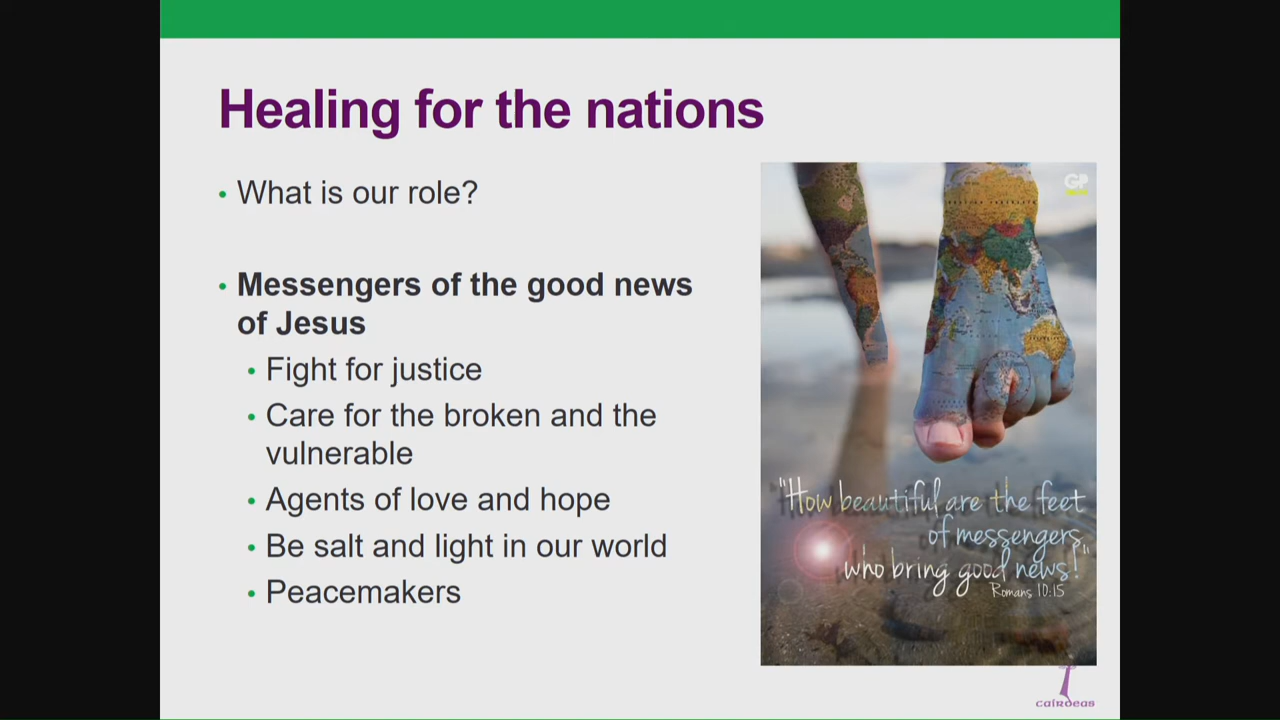 Healing for the nations
• What is our role?
• Messengers of the good news
of Jesus
• Fight for justice
• Care for the broken and the
vulnerable
• Agents of love and hope
• Be salt and light in our world
• Peacemakers
GP
"How beautiful are the feet
of messengers
who bring good news!"
Romans 10:15
cairdeas